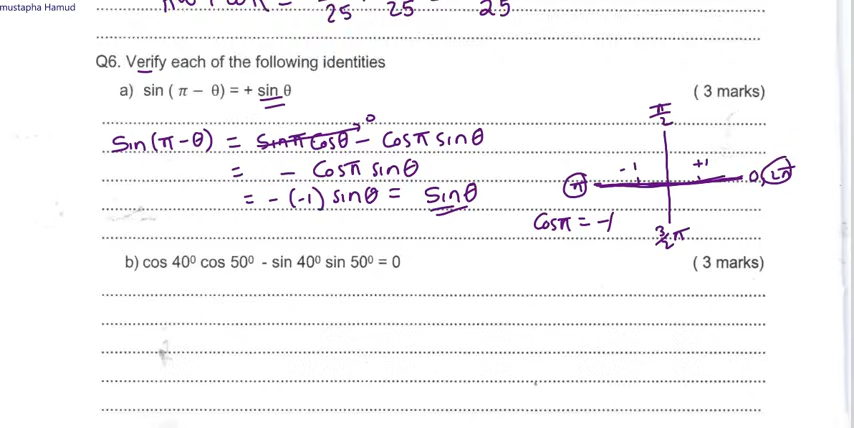 mustapha Hamud
25 25 25
Q6. Verify each of the following identities
a) sin ( π − θ) = + sin θ ( 3 marks)
Sin(π-θ) = Sinπ Cosθ - Cosπ sinθ
0
= - Cosπ sinθ
= - (-1) sinθ = Sinθ
π/2
-1 +1
π 0, 2π
Cosπ = -1
3/2 π
b) cos 40⁰ cos 50⁰ - sin 40⁰ sin 50⁰ = 0 ( 3 marks)